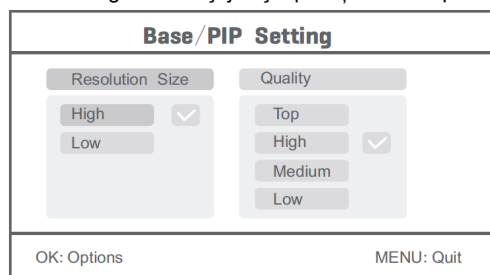 Base/PIP Setting
Resolution Size
High
Low
Quality
Top
High
Medium
Low
OK: Options
MENU: Quit